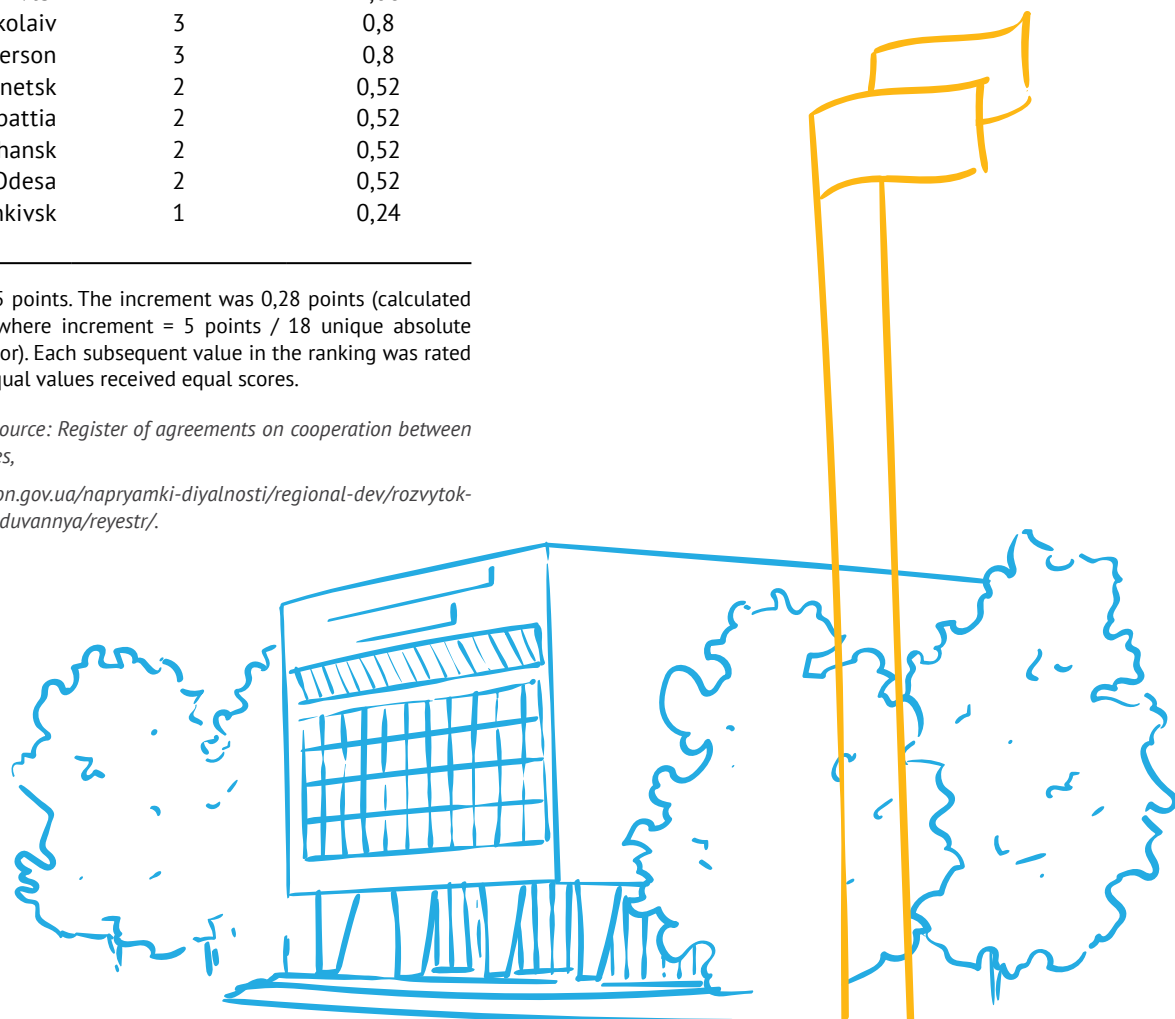 kolaiv 3 0,8
erson 3 0,8
netsk 2 0,52
pattia 2 0,52
hansk 2 0,52
Odesa 2 0,52
nkivsk 1 0,24
5 points. The increment was 0,28 points (calculated
where increment = 5 points / 18 unique absolute
or). Each subsequent value in the ranking was rated
qual values received equal scores.
ource: Register of agreements on cooperation between
es,
on.gov.ua/napryamki-diyalnosti/regional-dev/rozvytok-
duvannya/reyestr/.